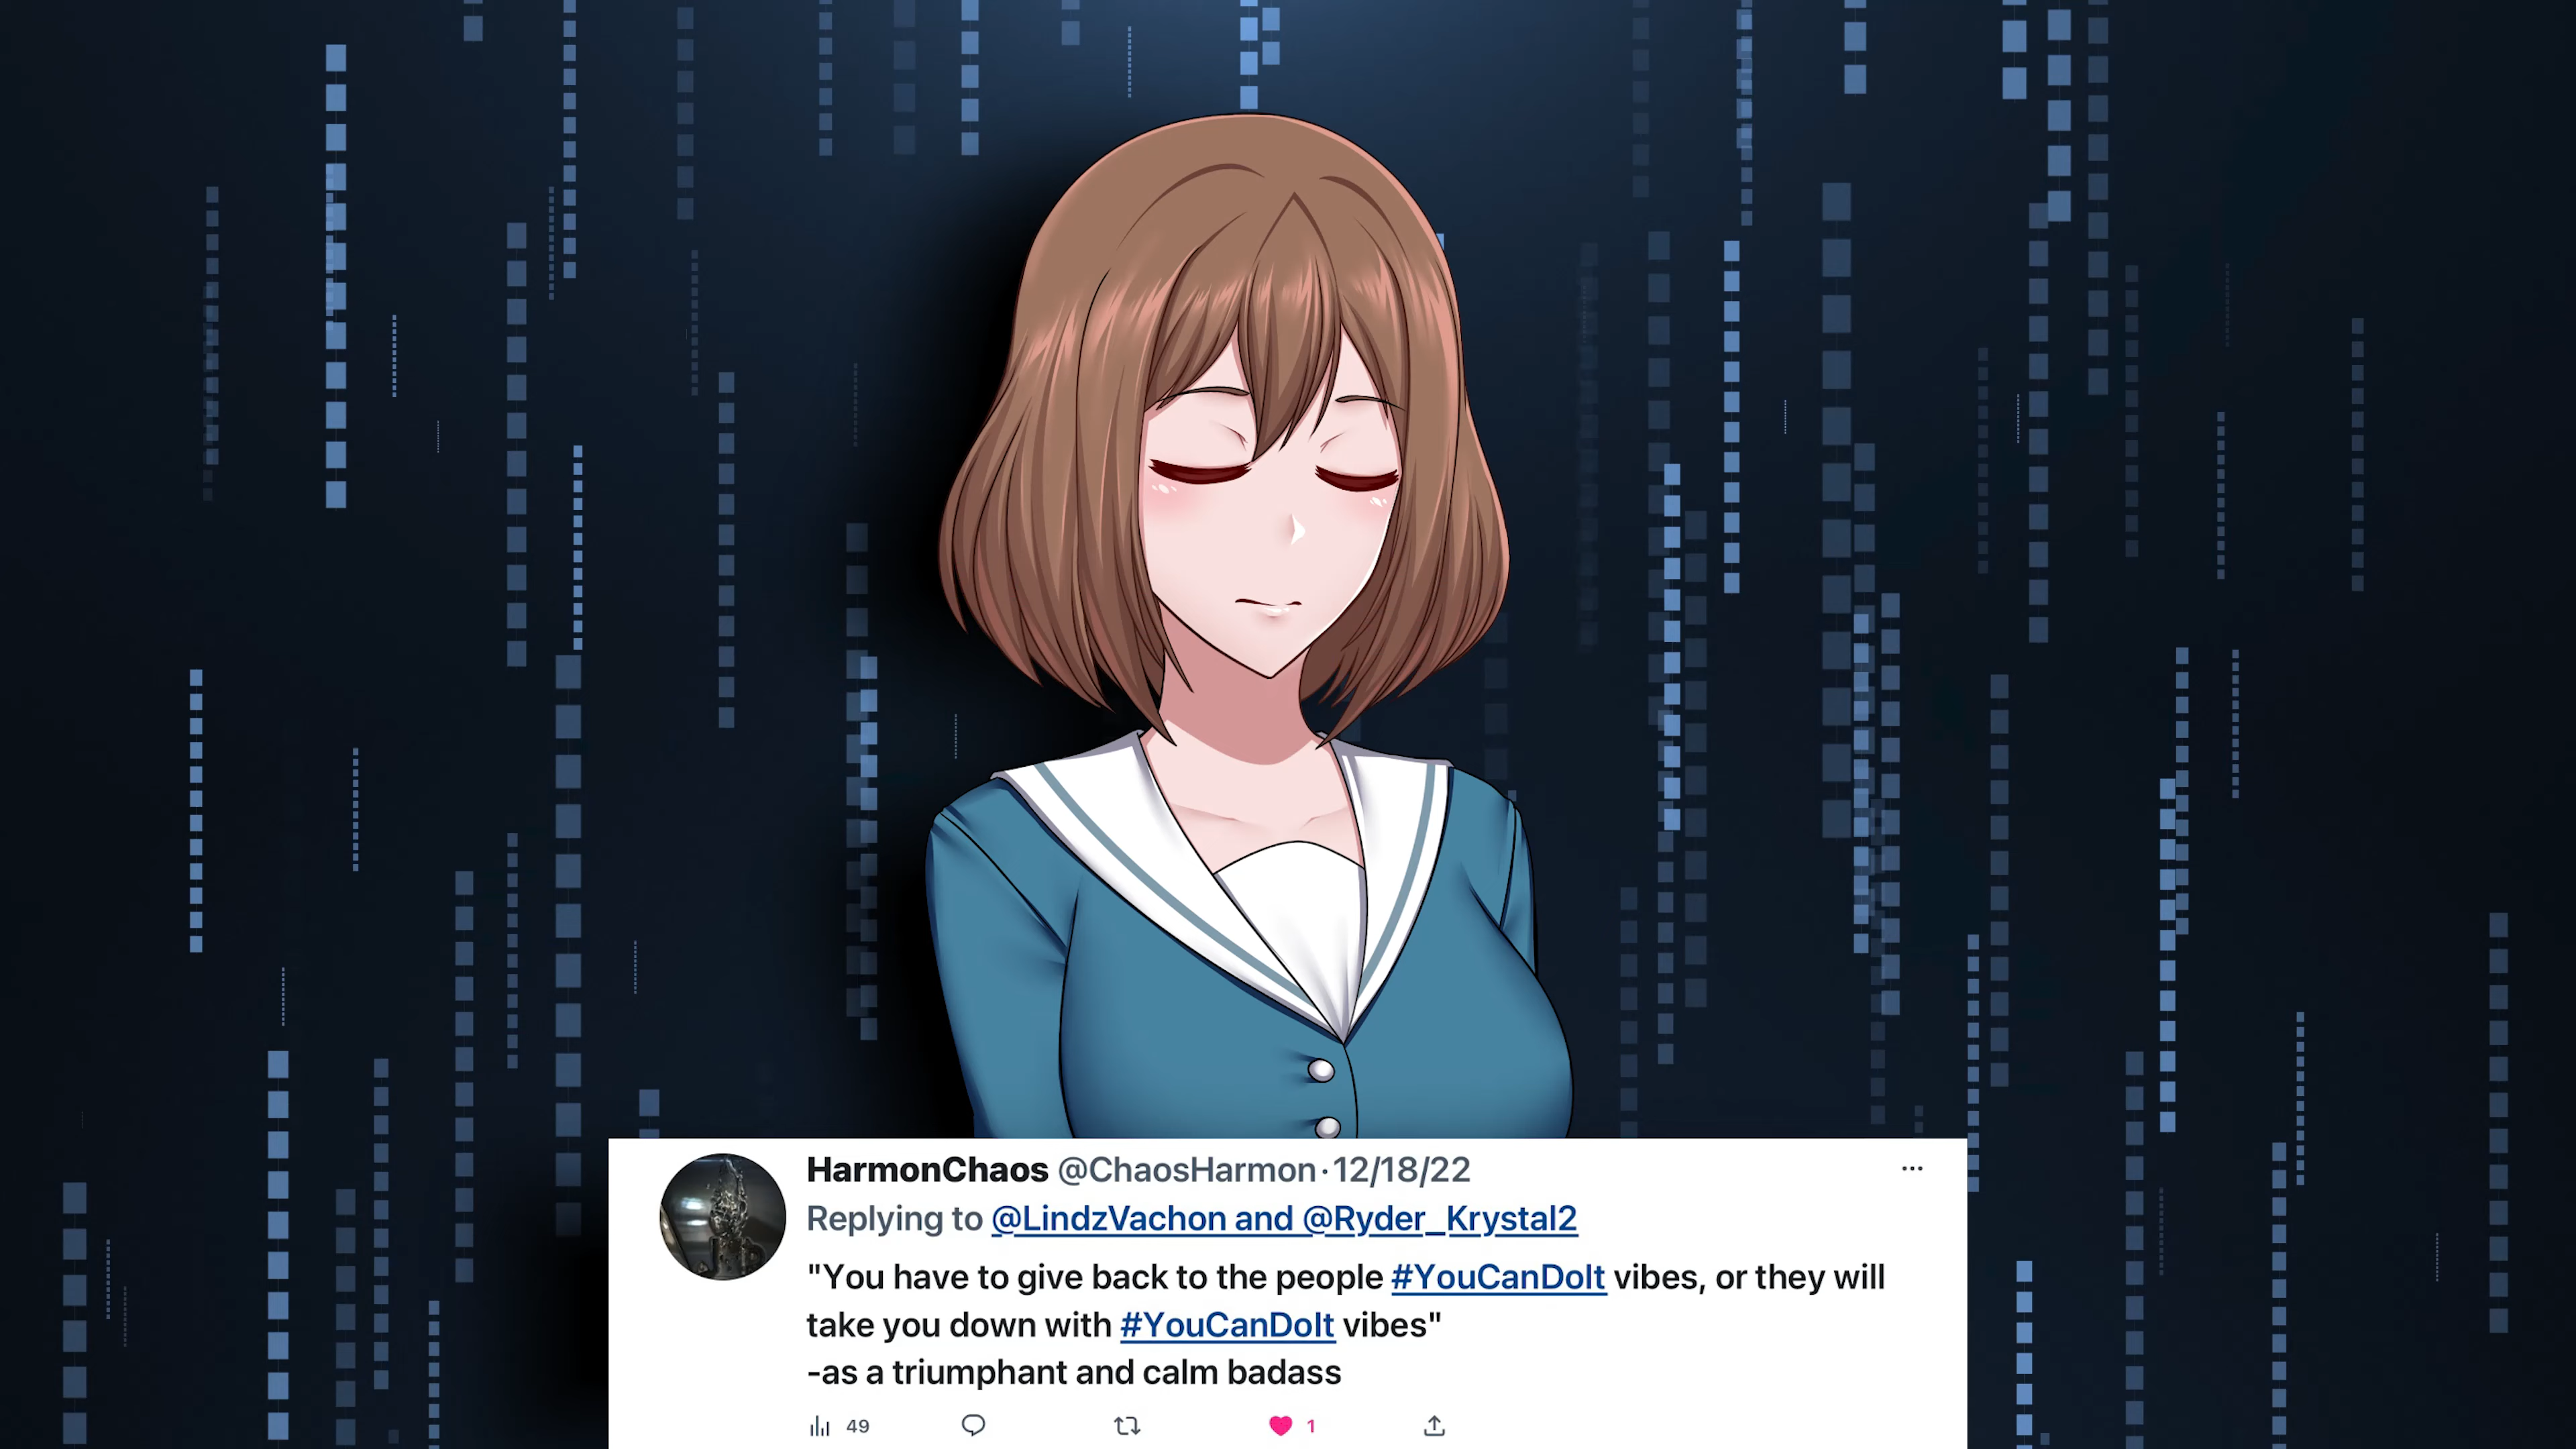 HarmonChaos @ChaosHarmon · 12/18/22
Replying to @LindzVachon and @Ryder_Krystal2
"You have to give back to the people #YouCanDoIt vibes, or they will
take you down with #YouCanDoIt vibes"
-as a triumphant and calm badass
49 1